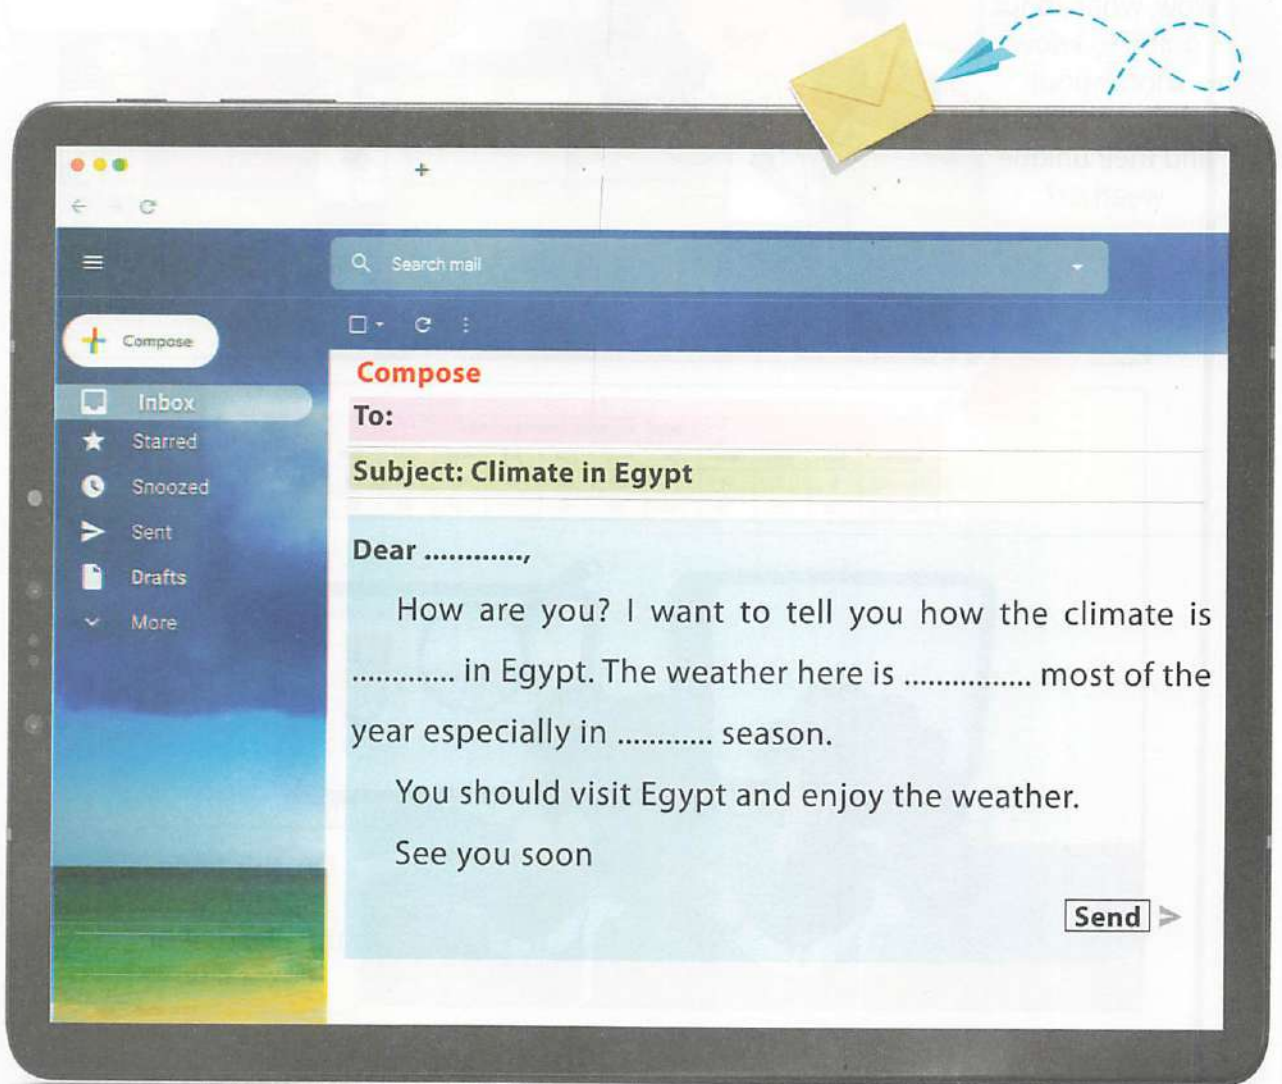 +
Search mail
Compose
Inbox
Starred
Snoozed
Sent
Drafts
More
Compose
To:
Subject: Climate in Egypt
Dear ............,
How are you? I want to tell you how the climate is
............. in Egypt. The weather here is ................ most of the
year especially in ............ season.
You should visit Egypt and enjoy the weather.
See you soon
Send